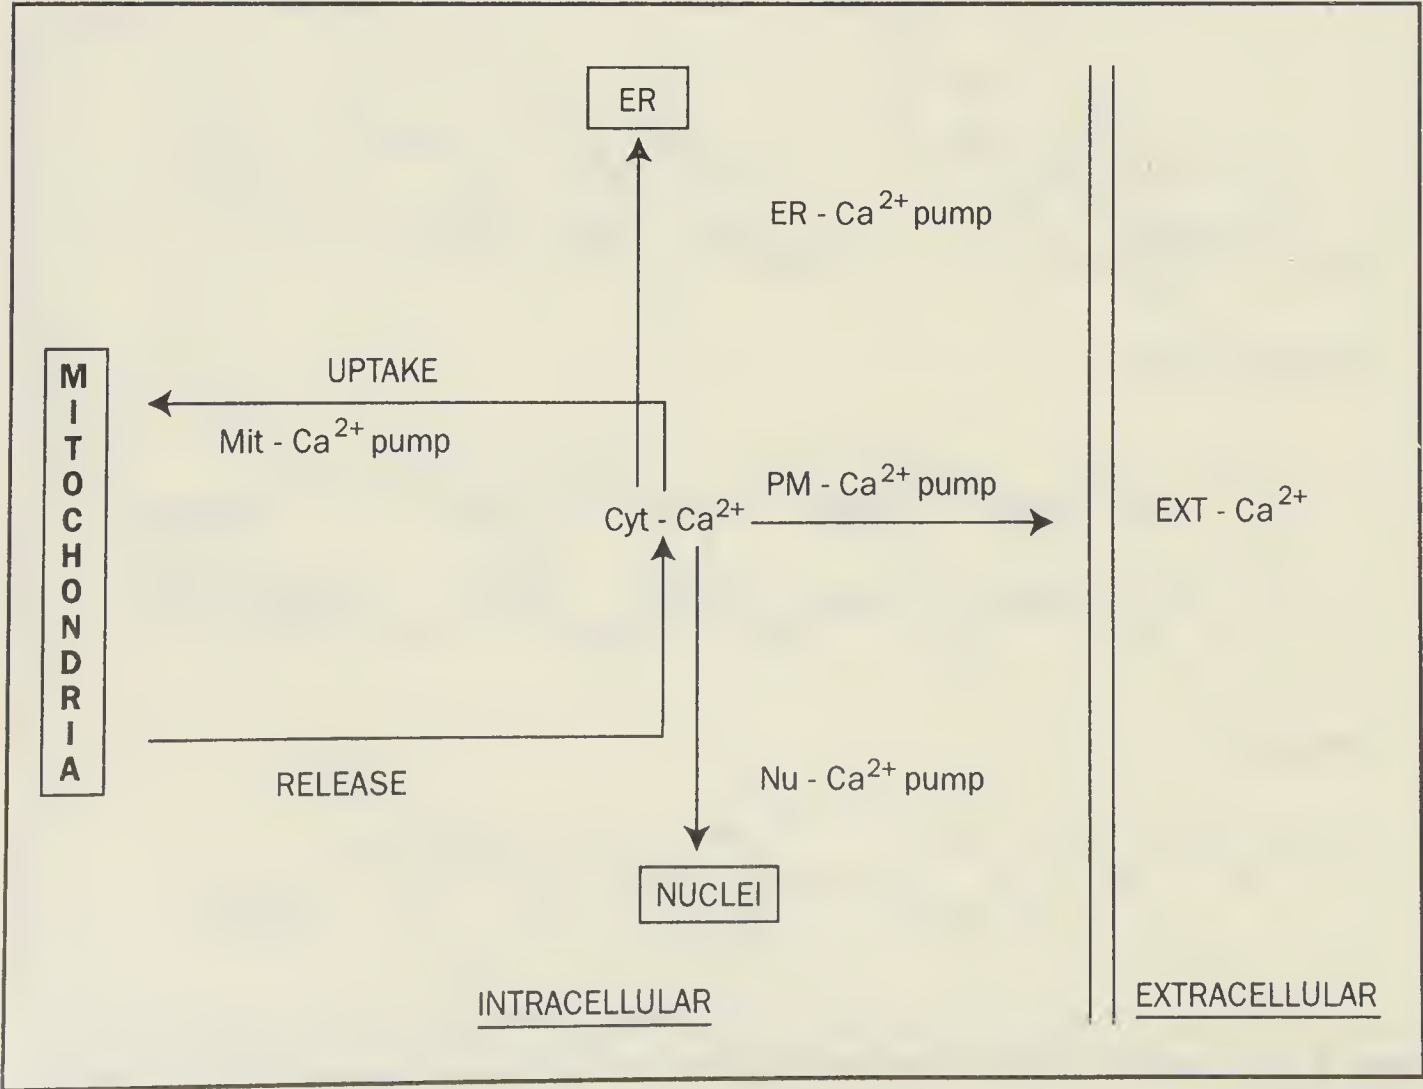 ER
ER - Ca2+ pump
UPTAKE
MITOCHONDRIA
Mit - Ca2+ pump
PM - Ca2+ pump
Cyt - Ca2+
EXT - Ca2+
RELEASE
Nu - Ca2+ pump
NUCLEI
INTRACELLULAR
EXTRACELLULAR